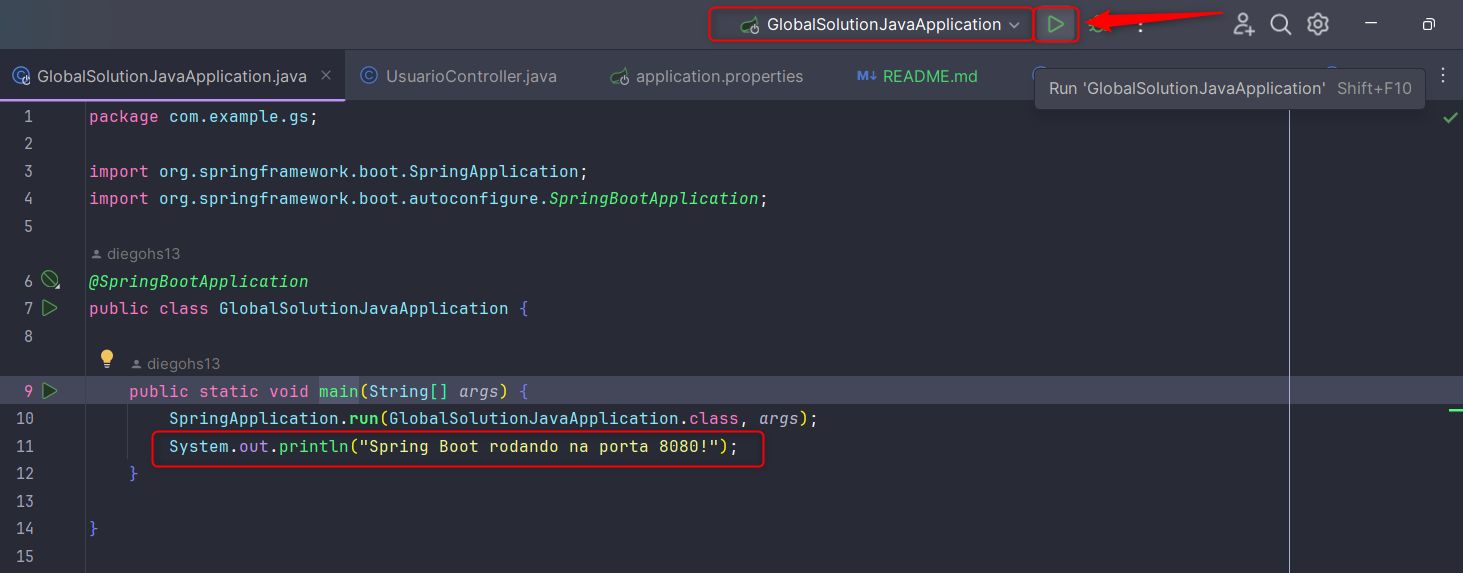 GlobalSolutionJavaApplication
GlobalSolutionJavaApplication.java
UsuarioController.java
application.properties
M↓ README.md
Run 'GlobalSolutionJavaApplication' Shift+F10
1 package com.example.gs;
2
3 import org.springframework.boot.SpringApplication;
4 import org.springframework.boot.autoconfigure.SpringBootApplication;
5
diegohs13
6 @SpringBootApplication
7 public class GlobalSolutionJavaApplication {
8
diegohs13
9 public static void main(String[] args) {
10 SpringApplication.run(GlobalSolutionJavaApplication.class, args);
11 System.out.println("Spring Boot rodando na porta 8080!");
12 }
13
14 }
15